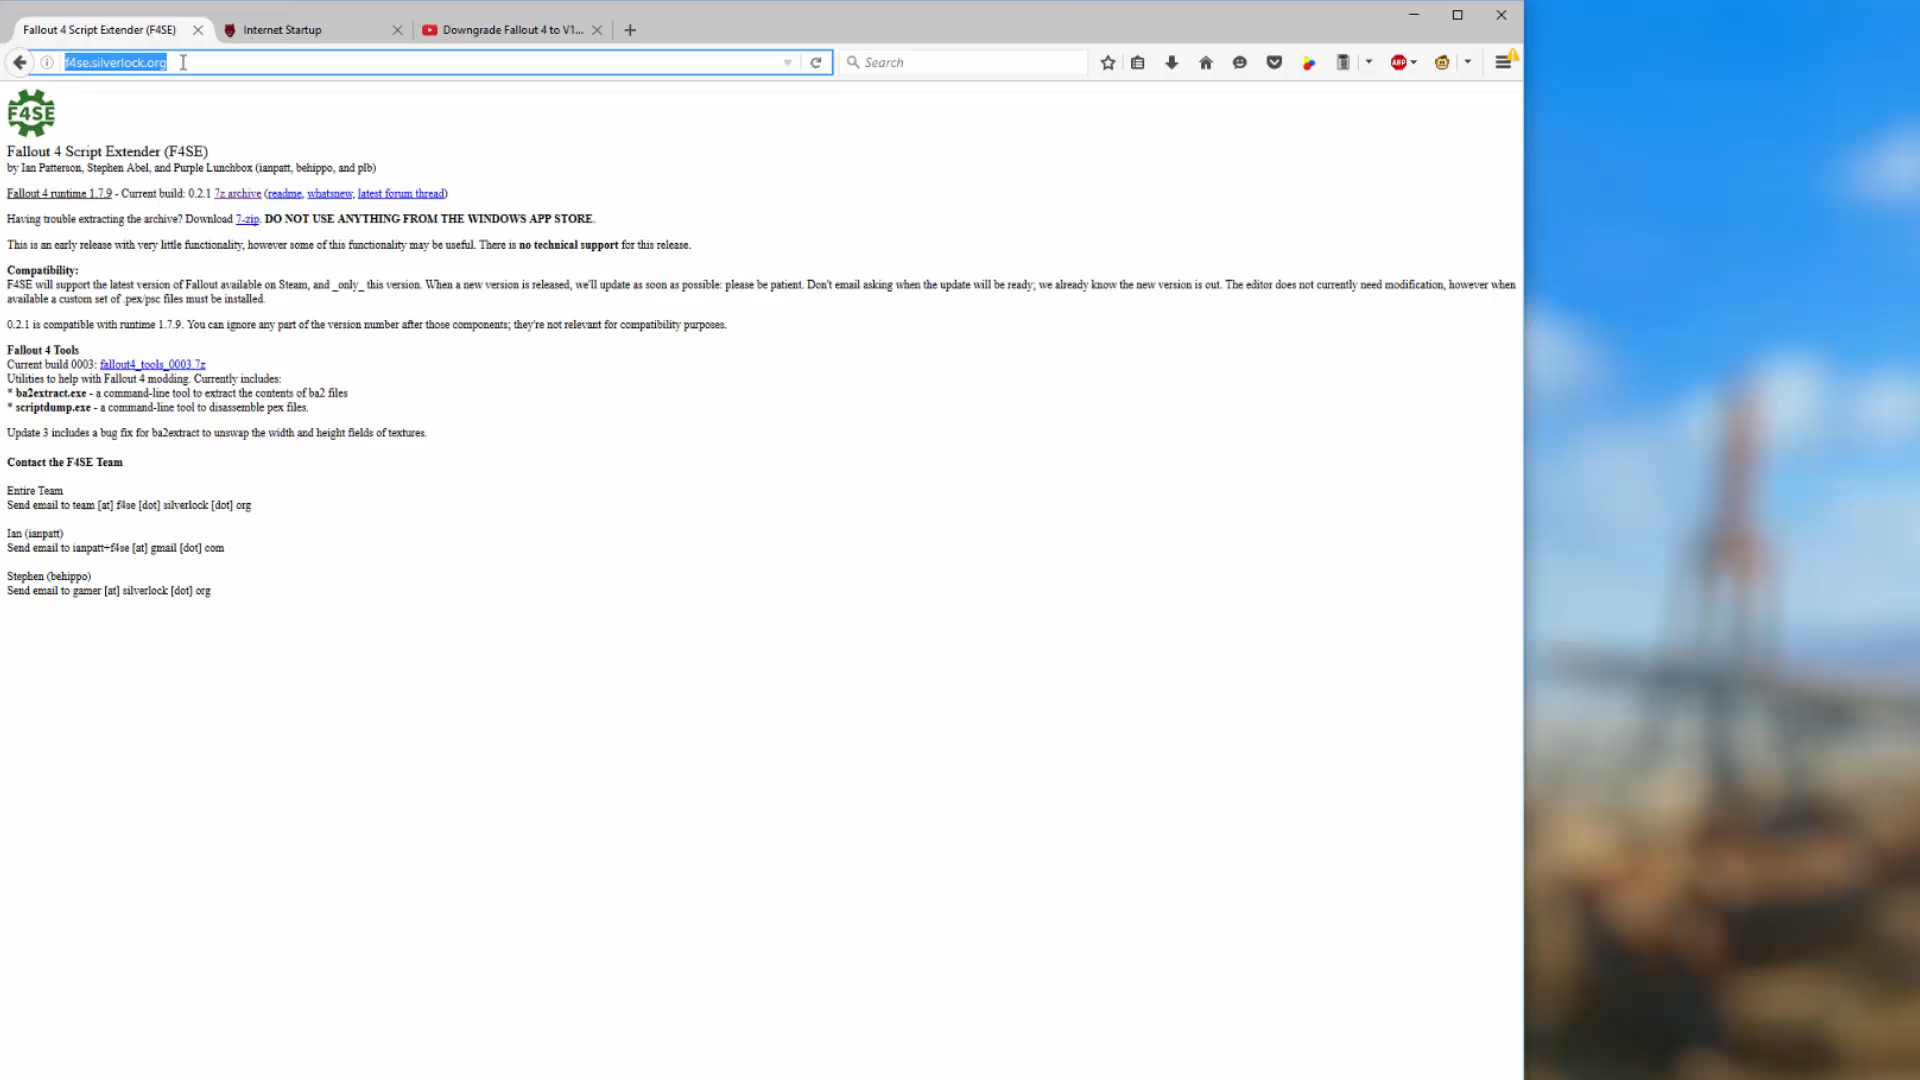 Fallout 4 Script Extender (F4SE)
Internet Startup
Downgrade Fallout 4 to V1...
f4se.silverlock.org
Search
ABP
F4SE
Fallout 4 Script Extender (F4SE)
by Ian Patterson, Stephen Abel, and Purple Lunchbox (ianpatt, behippo, and plb)
Fallout 4 runtime 1.7.9 - Current build: 0.2.1 7z archive (readme, whatsnew, latest forum thread)
Having trouble extracting the archive? Download 7-zip. DO NOT USE ANYTHING FROM THE WINDOWS APP STORE.
This is an early release with very little functionality, however some of this functionality may be useful. There is no technical support for this release.
Compatibility:
F4SE will support the latest version of Fallout available on Steam, and _only_ this version. When a new version is released, we'll update as soon as possible: please be patient. Don't email asking when the update will be ready; we already know the new version is out. The editor does not currently need modification, however when
available a custom set of .pex/psc files must be installed.
0.2.1 is compatible with runtime 1.7.9. You can ignore any part of the version number after those components; they're not relevant for compatibility purposes.
Fallout 4 Tools
Current build 0003: fallout4_tools_0003.7z
Utilities to help with Fallout 4 modding. Currently includes:
* ba2extract.exe - a command-line tool to extract the contents of ba2 files
* scriptdump.exe - a command-line tool to disassemble pex files.
Update 3 includes a bug fix for ba2extract to unswap the width and height fields of textures.
Contact the F4SE Team
Entire Team
Send email to team [at] f4se [dot] silverlock [dot] org
Ian (ianpatt)
Send email to ianpatt+f4se [at] gmail [dot] com
Stephen (behippo)
Send email to gamer [at] silverlock [dot] org